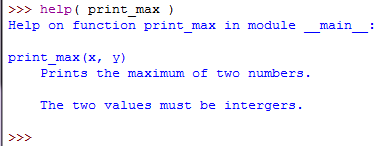 >>> help( print_max )
Help on function print_max in module __main__:
print_max(x, y)
Prints the maximum of two numbers.
The two values must be intergers.
>>>